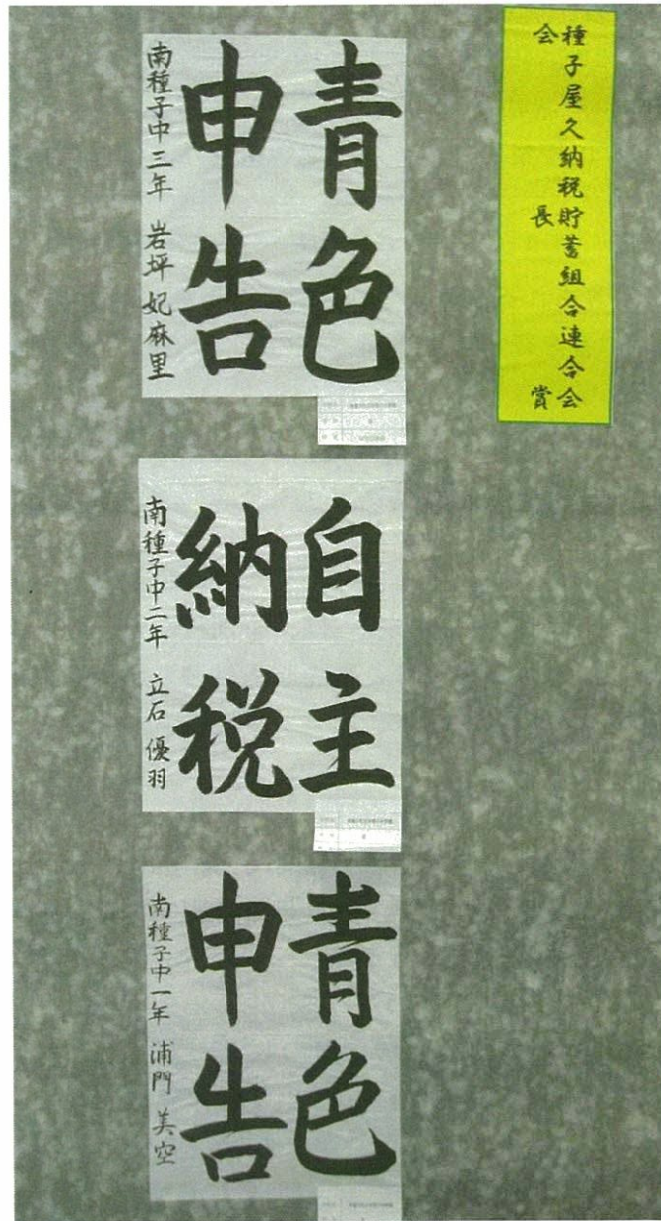 種子屋久納税貯蓄組合連合会
会長賞
青色
申告
南種子中三年 岩坪 妃麻里
自主
納税
南種子中二年 立石 優羽
青色
申告
南種子中一年 浦門 美空